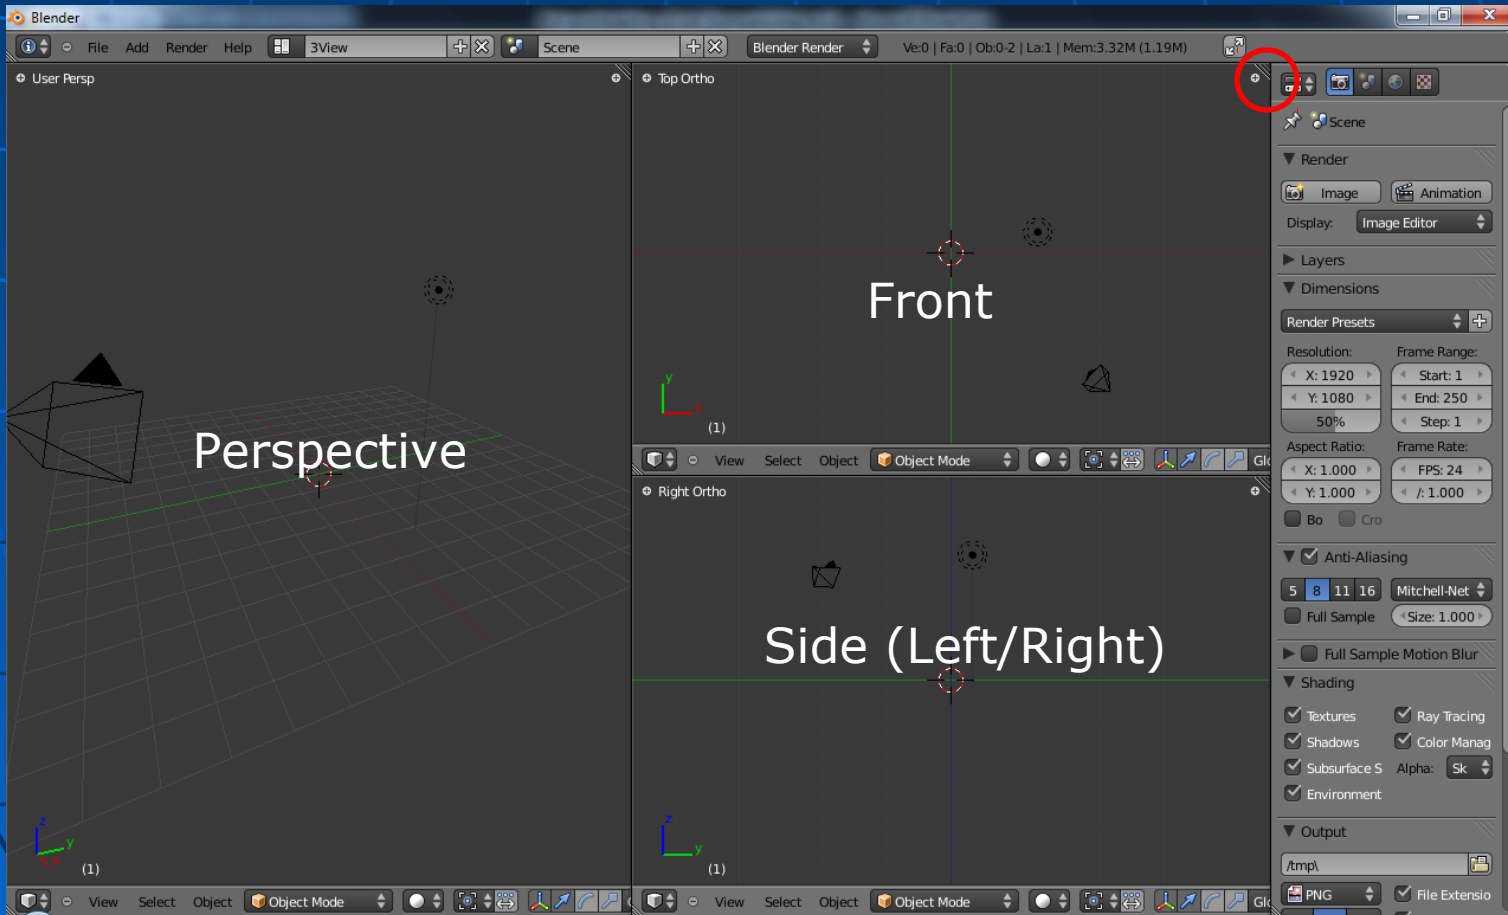 Blender
File Add Render Help 3View Scene Blender Render Ve:0 | Fa:0 | Ob:0-2 | La:1 | Mem:3.32M (1.19M)
User Persp
Perspective
z
y
x
(1)
View Select Object Object Mode
Top Ortho
Front
y
x
(1)
View Select Object Object Mode Glo
Right Ortho
Side (Left/Right)
z
y
(1)
View Select Object Object Mode Glo
Scene
Render
Image Animation
Display: Image Editor
Layers
Dimensions
Render Presets
Resolution: Frame Range:
X: 1920 Start: 1
Y: 1080 End: 250
50% Step: 1
Aspect Ratio: Frame Rate:
X: 1.000 FPS: 24
Y: 1.000 /: 1.000
Bo Cro
Anti-Aliasing
5 8 11 16 Mitchell-Net
Full Sample Size: 1.000
Full Sample Motion Blur
Shading
Textures Ray Tracing
Shadows Color Manag
Subsurface S Alpha: Sk
Environment
Output
/tmp\
PNG File Extensio